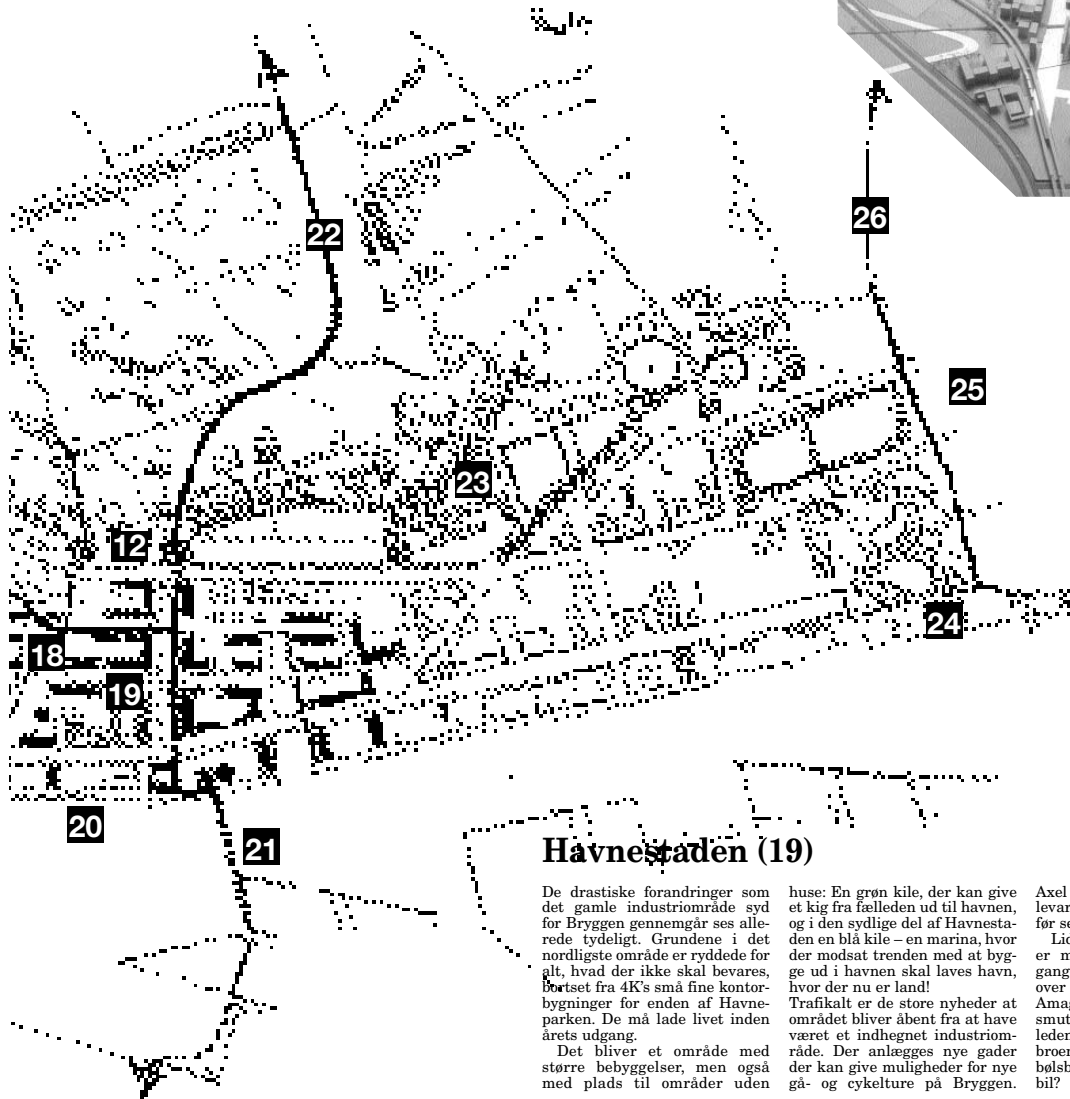 22
26
25
23
12
18
24
19
20
21
Havnestaden (19)
De drastiske forandringer som
det gamle industriområde syd
for Bryggen gennemgår ses alle-
rede tydeligt. Grundene i det
nordligste område er ryddede for
alt, hvad der ikke skal bevares,
bortset fra 4K's små fine kontor-
bygninger for enden af Havne-
parken. De må lade livet inden
årets udgang.
Det bliver et område med
større bebyggelser, men også
med plads til områder uden
huse: En grøn kile, der kan give
et kig fra fælleden ud til havnen,
og i den sydlige del af Havnesta-
den en blå kile – en marina, hvor
der modsat trenden med at byg-
ge ud i havnen skal laves havn,
hvor der nu er land!
Trafikalt er de store nyheder at
området bliver åbent fra at have
været et indhegnet industriom-
råde. Der anlægges nye gader
der kan give muligheder for nye
gå- og cykelture på Bryggen.
Axel
levar
før se
Lid
er m
gang
over
Amag
smut
leden
broen
bølsb
bil?